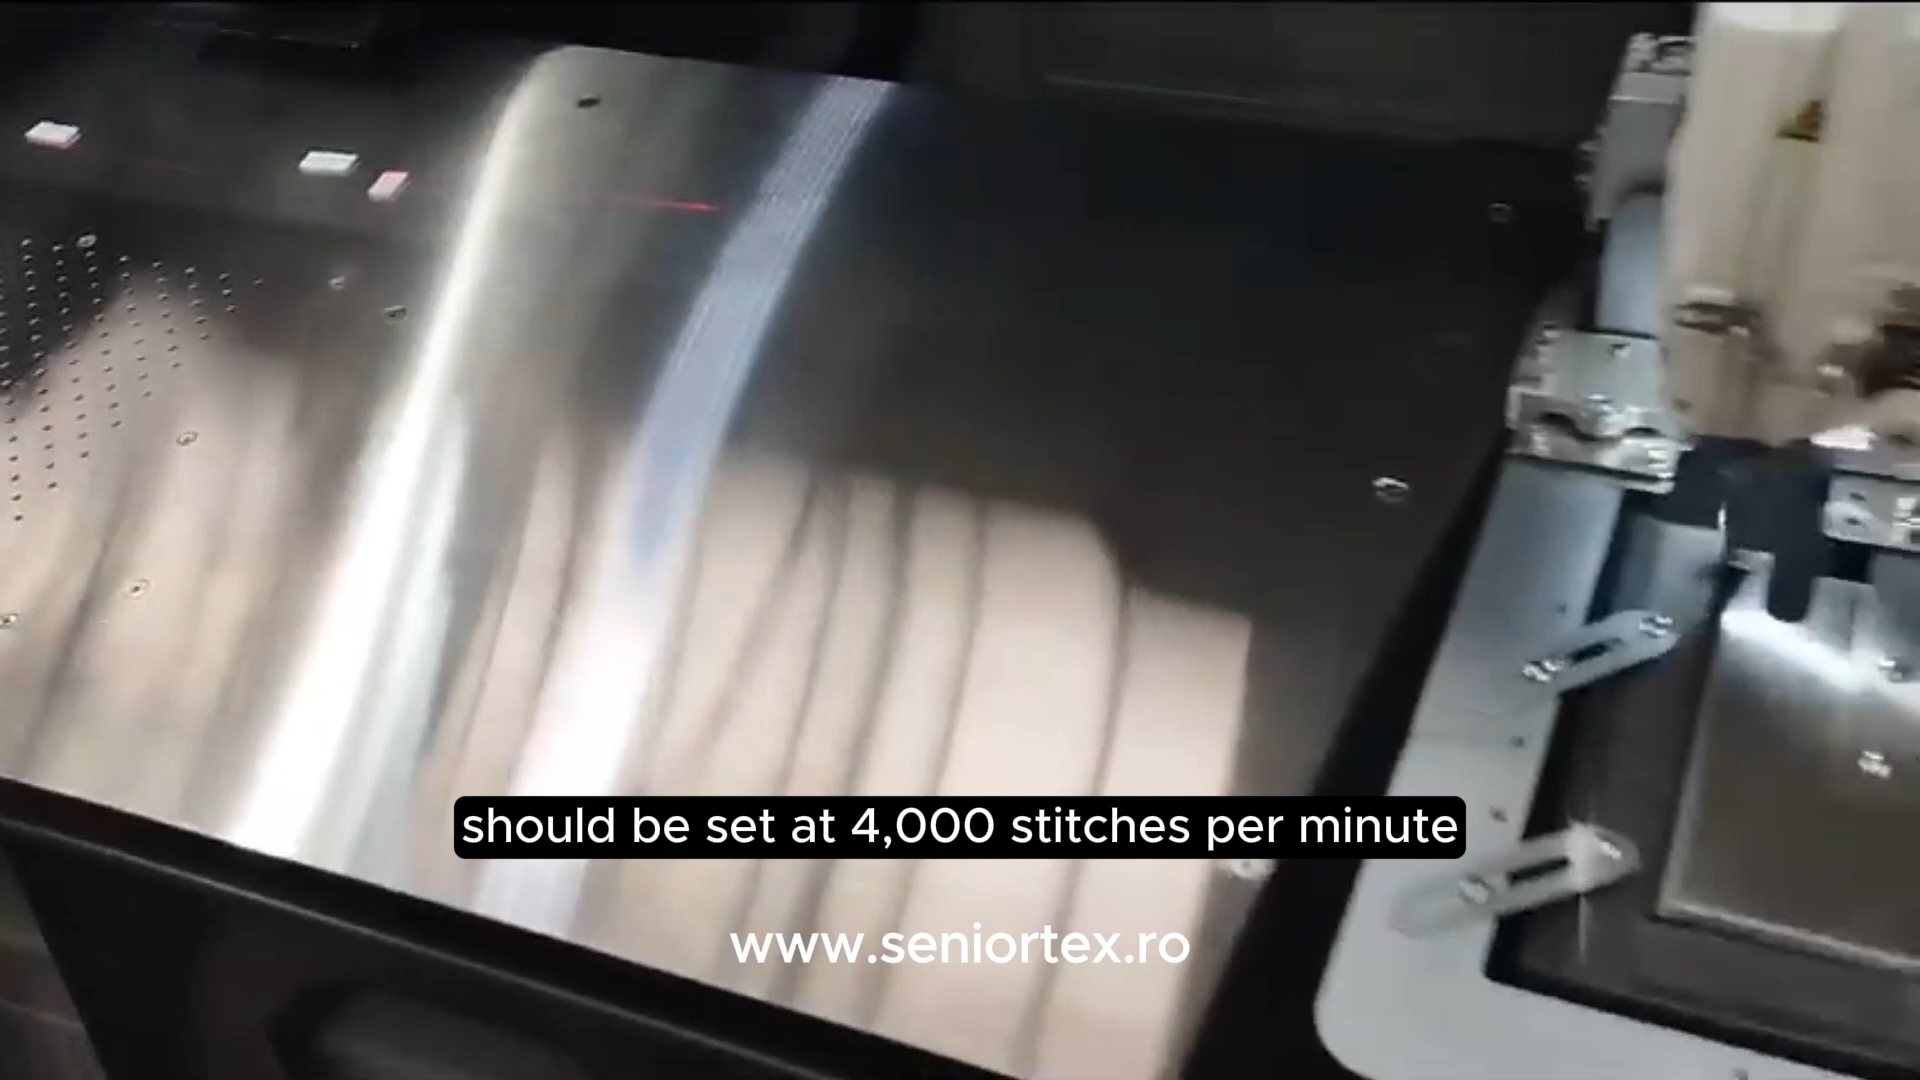 should be set at 4,000 stitches per minute
www.seniortex.ro